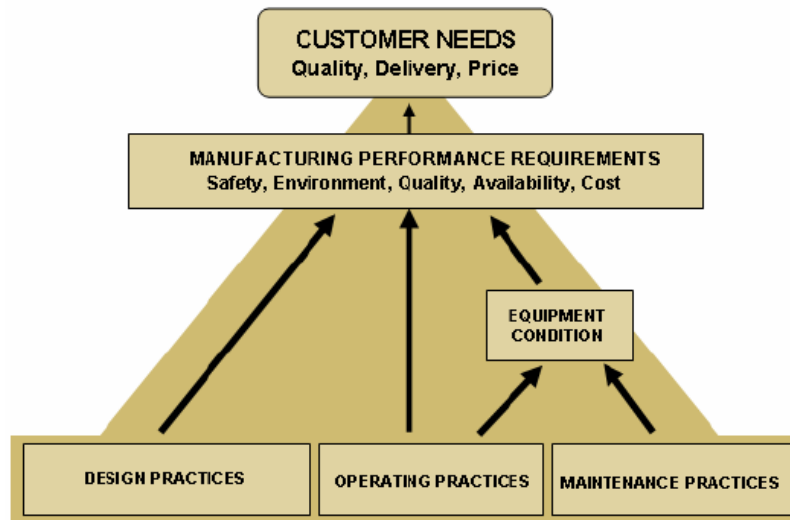 CUSTOMER NEEDS
Quality, Delivery, Price
MANUFACTURING PERFORMANCE REQUIREMENTS
Safety, Environment, Quality, Availability, Cost
EQUIPMENT
CONDITION
DESIGN PRACTICES
OPERATING PRACTICES
MAINTENANCE PRACTICES